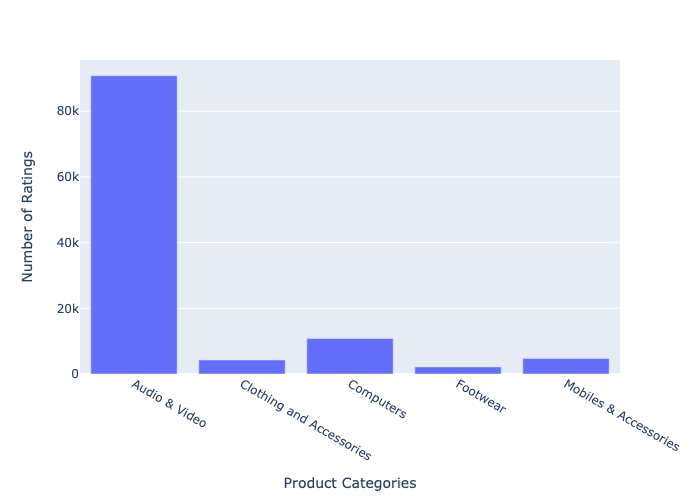 Number of Ratings
80k
60k
40k
20k
0
Audio & Video
Clothing and Accessories
Computers
Footwear
Mobiles & Accessories
Product Categories